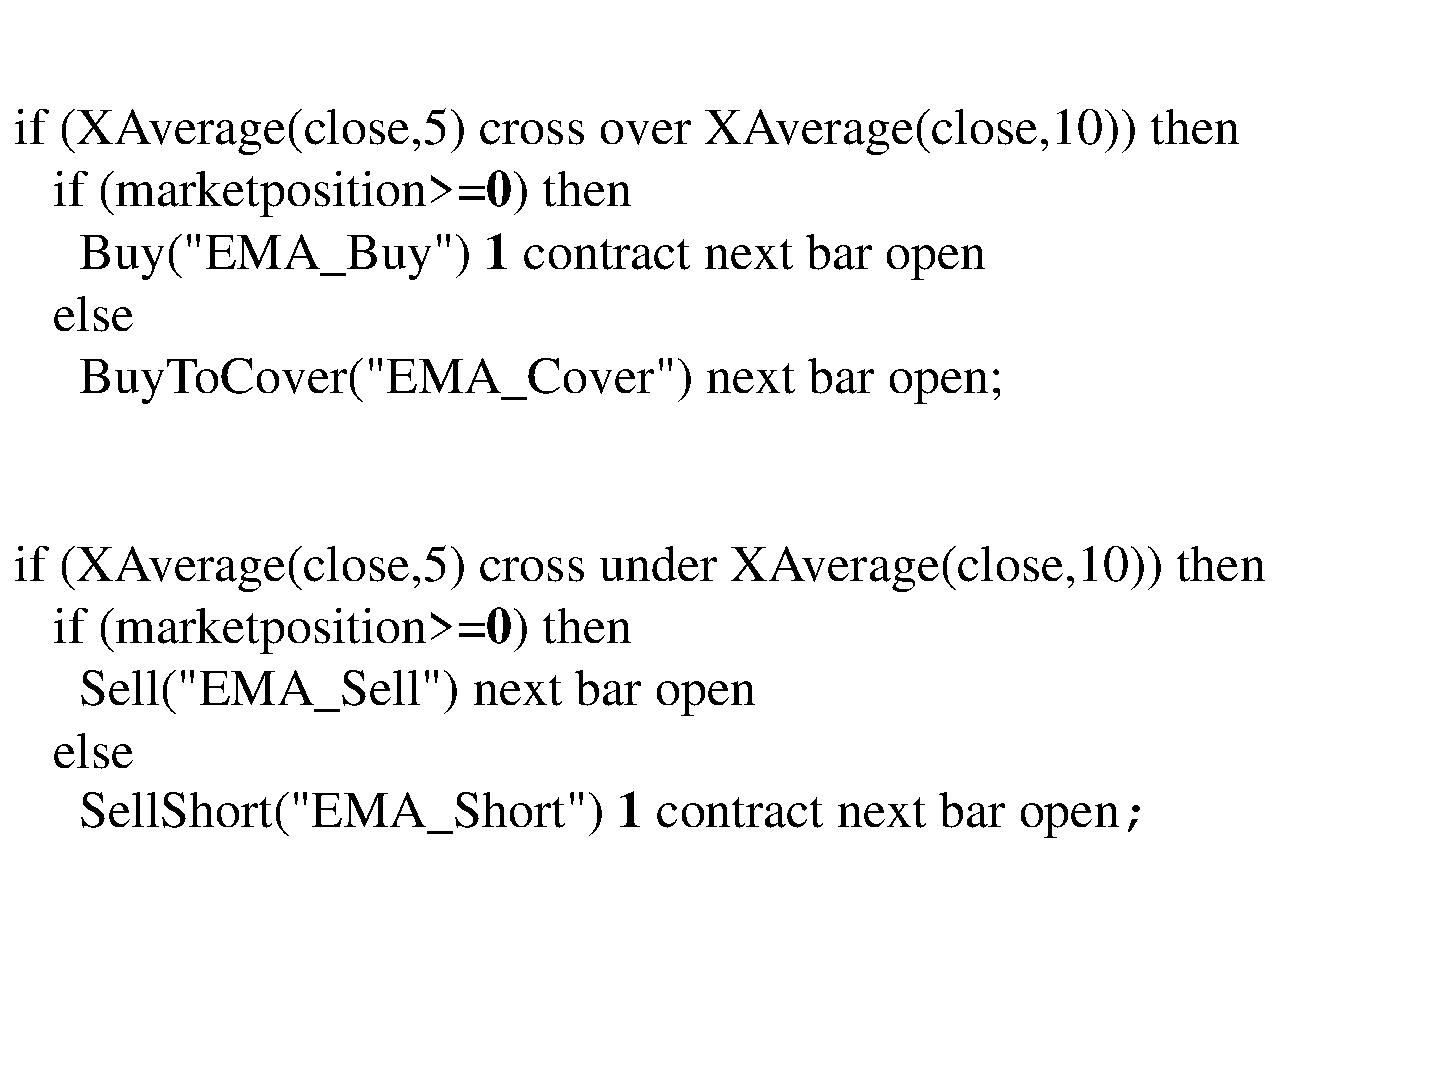 if (XAverage(close,5) cross over XAverage(close,10)) then
if (marketposition>=0) then
Buy("EMA_Buy") 1 contract next bar open
else
BuyToCover("EMA_Cover") next bar open;
if (XAverage(close,5) cross under XAverage(close,10)) then
if (marketposition>=0) then
Sell("EMA_Sell") next bar open
else
SellShort("EMA_Short") 1 contract next bar open;